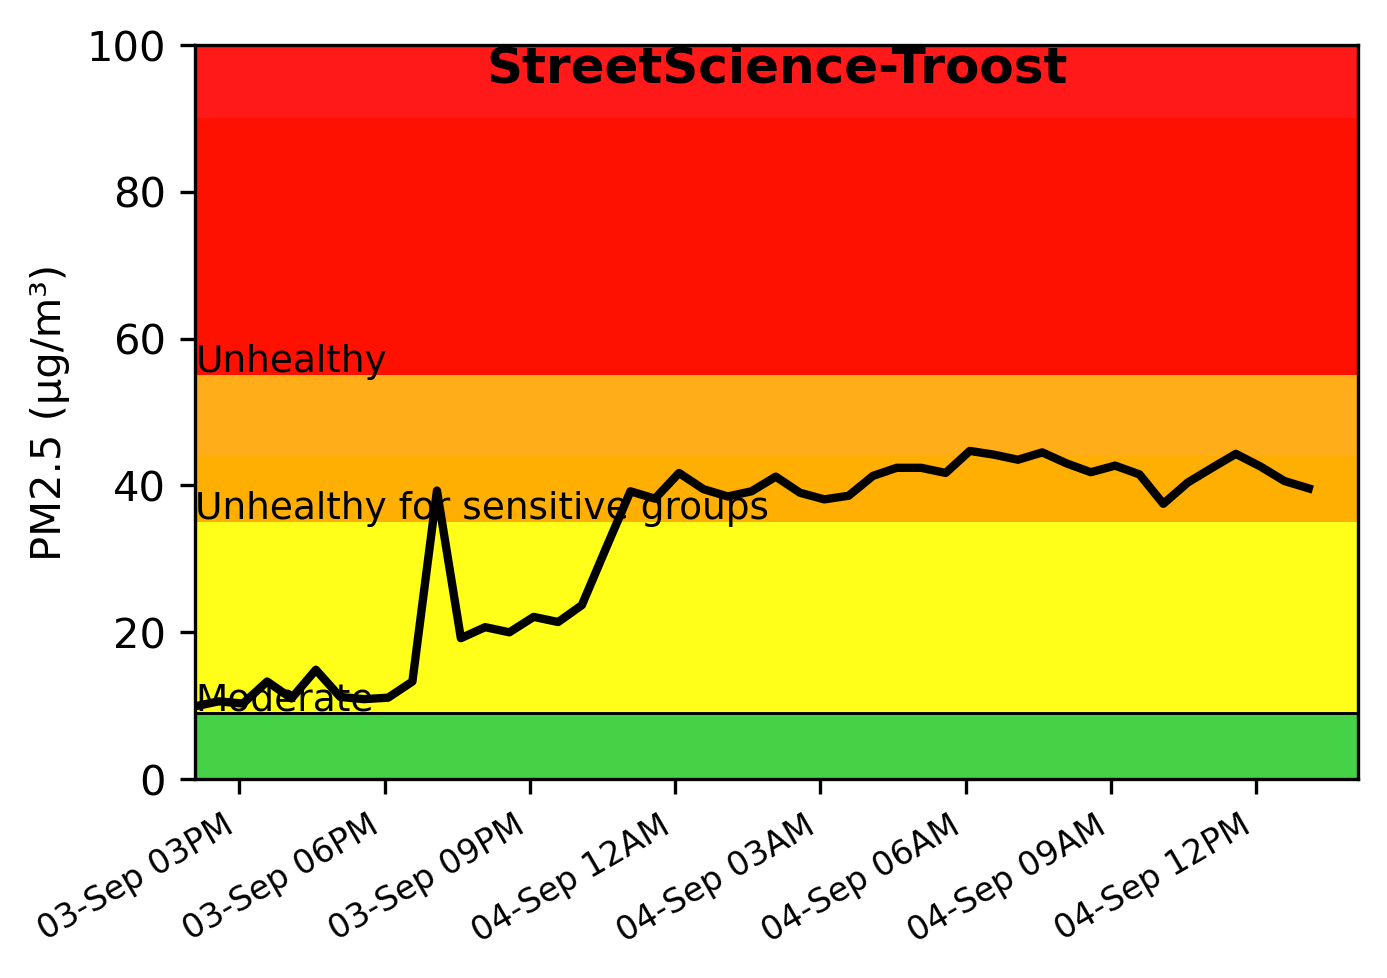 StreetScience-Troost
100
80
60
40
20
0
PM2.5 (µg/m³)
Unhealthy
Unhealthy for sensitive groups
Moderate
03-Sep 03PM
03-Sep 06PM
03-Sep 09PM
04-Sep 12AM
04-Sep 03AM
04-Sep 06AM
04-Sep 09AM
04-Sep 12PM